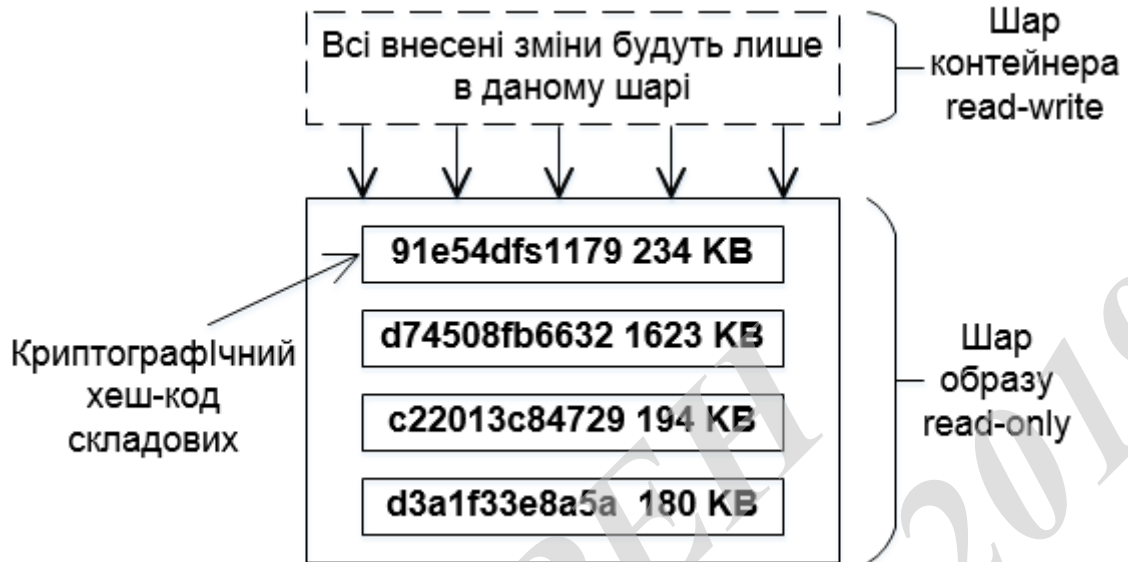 Всі внесені зміни будуть лише
в даному шарі
Шар
контейнера
read-write
91e54dfs1179 234 KB
d74508fb6632 1623 KB
c22013c84729 194 KB
d3a1f33e8a5a 180 KB
Криптографічний
хеш-код
складових
Шар
образу
read-only
2019